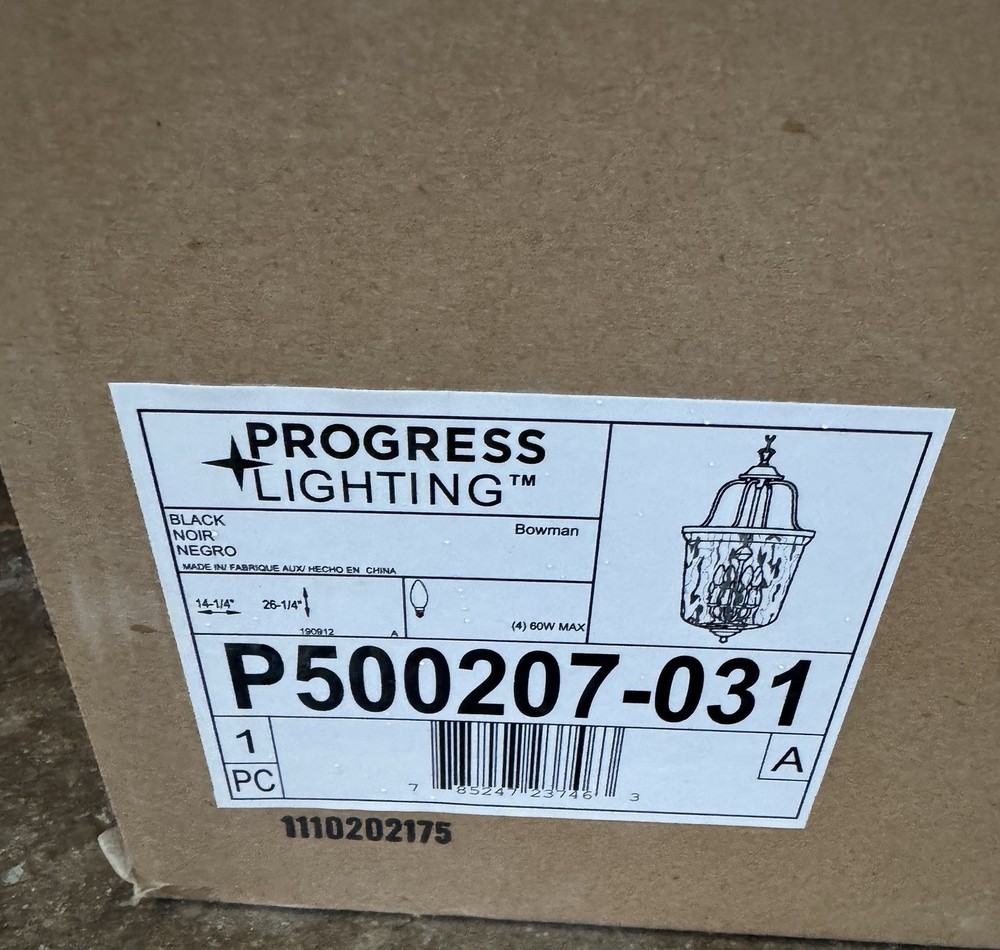 PROGRESS
LIGHTING™
BLACK
NOIR
NEGRO
Bowman
MADE IN/ FABRIQUE AUX/ HECHO EN CHINA
14-1/4" 26-1/4"
190912 A
(4) 60W MAX
P500207-031
1
PC
A
7 85247 23746 3
1110202175